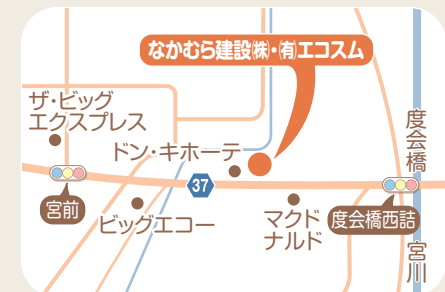 なかむら建設㈱・㈲エコスム
ザ・ビッグ
エクスプレス
ドン・キホーテ
度会橋
37
宮前
ビッグエコー
マクド
ナルド
度会橋西詰
宮川